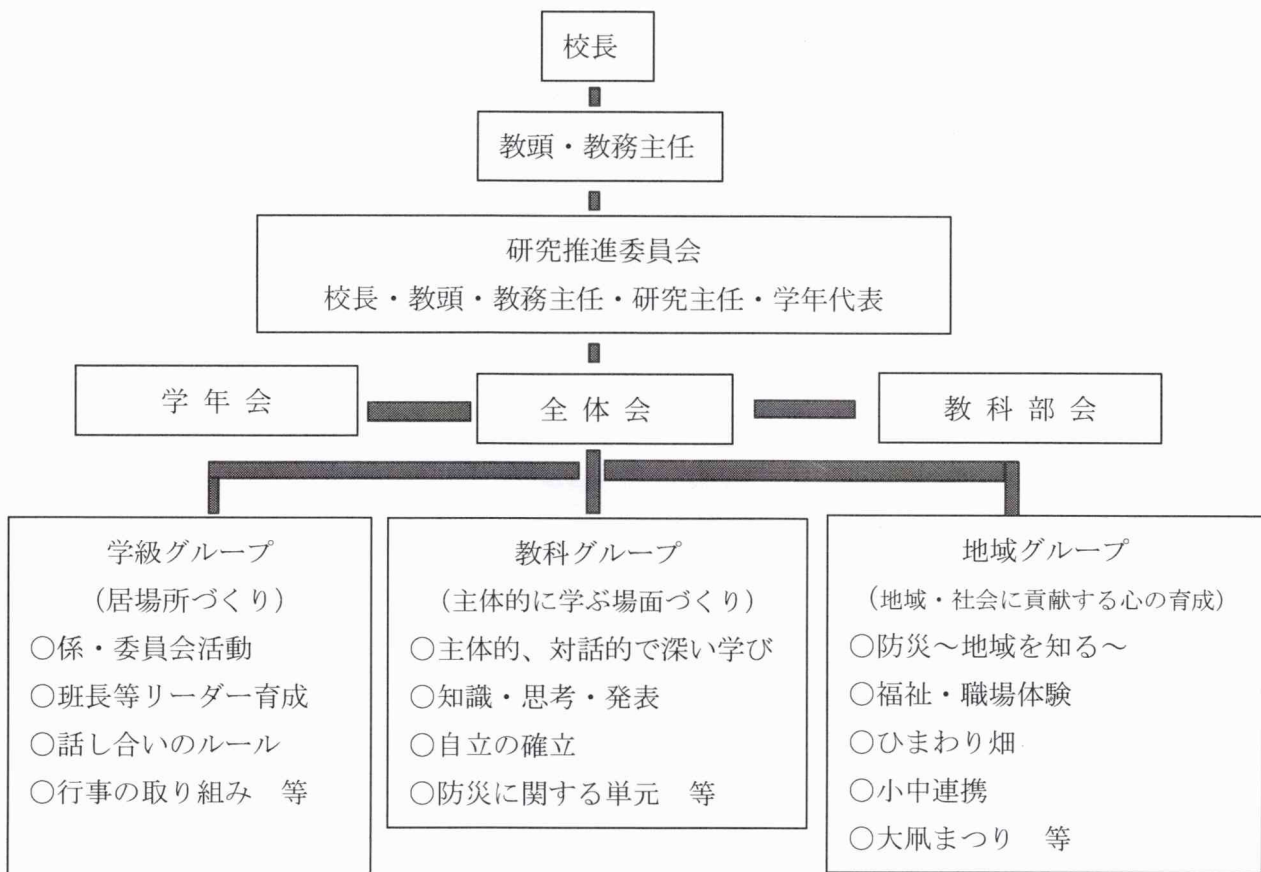 校長
教頭・教務主任
研究推進委員会
校長・教頭・教務主任・研究主任・学年代表
学 年 会
全 体 会
教 科 部 会
学級グループ
（居場所づくり）
○係・委員会活動
○班長等リーダー育成
○話し合いのルール
○行事の取り組み　等
教科グループ
（主体的に学ぶ場面づくり）
○主体的、対話的で深い学び
○知識・思考・発表
○自立の確立
○防災に関する単元　等
地域グループ
（地域・社会に貢献する心の育成）
○防災～地域を知る～
○福祉・職場体験
○ひまわり畑
○小中連携
○大凧まつり　等